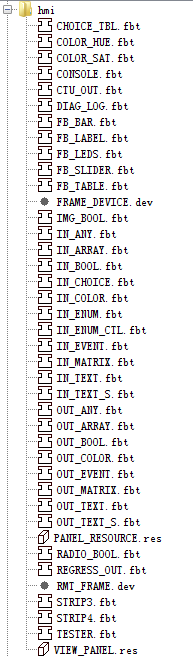 hmi
CHOICE_TBL.fbt
COLOR_HUE.fbt
COLOR_SAT.fbt
CONSOLE.fbt
CTU_OUT.fbt
DIAG_LOG.fbt
FB_BAR.fbt
FB_LABEL.fbt
FB_LEDS.fbt
FB_SLIDER.fbt
FB_TABLE.fbt
FRAME_DEVICE.dev
IMG_BOOL.fbt
IN_ANY.fbt
IN_ARRAY.fbt
IN_BOOL.fbt
IN_CHOICE.fbt
IN_COLOR.fbt
IN_ENUM.fbt
IN_ENUM_CTL.fbt
IN_EVENT.fbt
IN_MATRIX.fbt
IN_TEXT.fbt
IN_TEXT_S.fbt
OUT_ANY.fbt
OUT_ARRAY.fbt
OUT_BOOL.fbt
OUT_COLOR.fbt
OUT_EVENT.fbt
OUT_MATRIX.fbt
OUT_TEXT.fbt
OUT_TEXT_S.fbt
PANEL_RESOURCE.res
RADIO_BOOL.fbt
REGRESS_OUT.fbt
RMT_FRAME.dev
STRIP3.fbt
STRIP4.fbt
TESTER.fbt
VIEW_PANEL.res